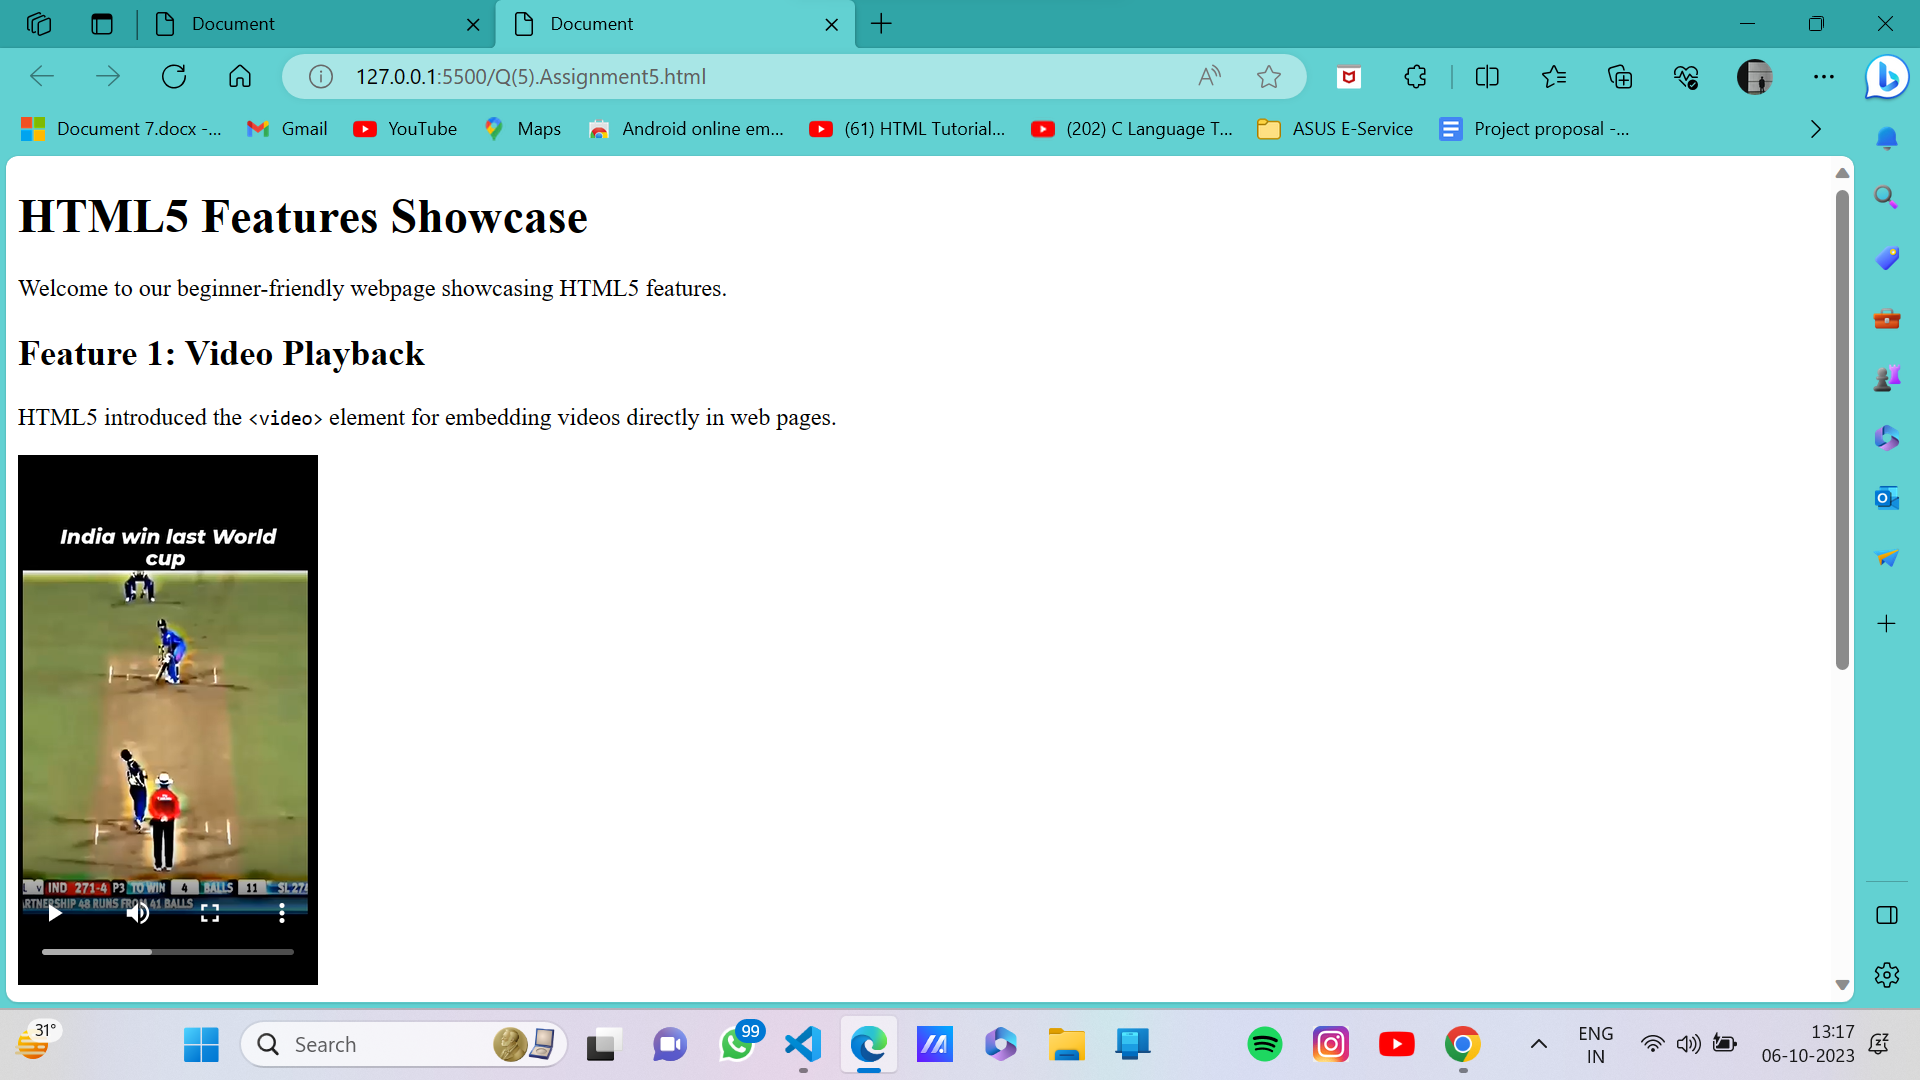 Document
Document
127.0.0.1:5500/Q(5).Assignment5.html
Document 7.docx -...
Gmail
YouTube
Maps
Android online em...
(61) HTML Tutorial...
(202) C Language T...
ASUS E-Service
Project proposal -...
HTML5 Features Showcase
Welcome to our beginner-friendly webpage showcasing HTML5 features.
Feature 1: Video Playback
HTML5 introduced the <video> element for embedding videos directly in web pages.
India win last World
cup
v IND 271-4 P3 TO WIN 4 BALLS 11 SL 274
ARTNERSHIP 48 RUNS FROM 41 BALLS
31°
Search
99
ENG
IN
13:17
06-10-2023